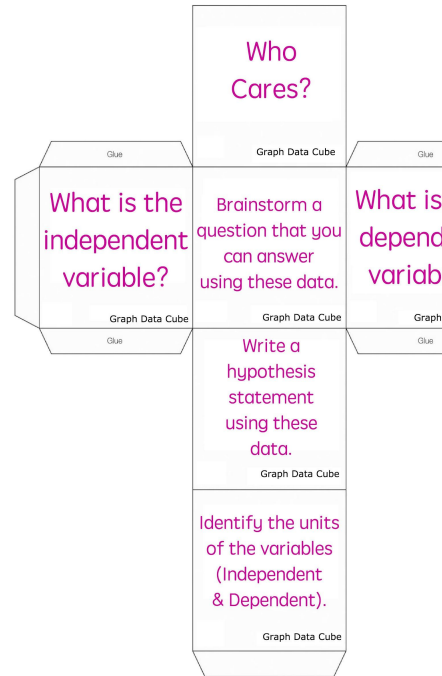 Who
Cares?
Graph Data Cube
Glue
Glue
What is the
independent
variable?
Graph Data Cube
Brainstorm a
question that you
can answer
using these data.
Graph Data Cube
What is
depend
variab
Graph
Glue
Glue
Write a
hypothesis
statement
using these
data.
Graph Data Cube
Identify the units
of the variables
(Independent
& Dependent).
Graph Data Cube